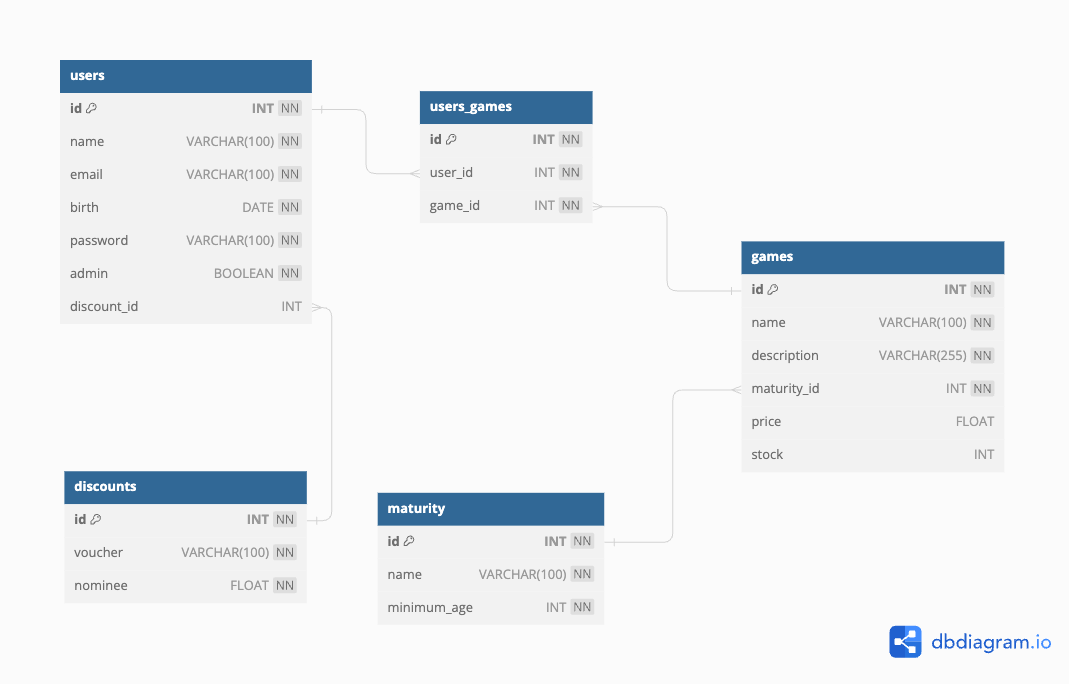 users
id INT NN
name VARCHAR(100) NN
email VARCHAR(100) NN
birth DATE NN
password VARCHAR(100) NN
admin BOOLEAN NN
discount_id INT
users_games
id INT NN
user_id INT NN
game_id INT NN
games
id INT NN
name VARCHAR(100) NN
description VARCHAR(255) NN
maturity_id INT NN
price FLOAT
stock INT
discounts
id INT NN
voucher VARCHAR(100) NN
nominee FLOAT NN
maturity
id INT NN
name VARCHAR(100) NN
minimum_age INT NN
dbdiagram.io